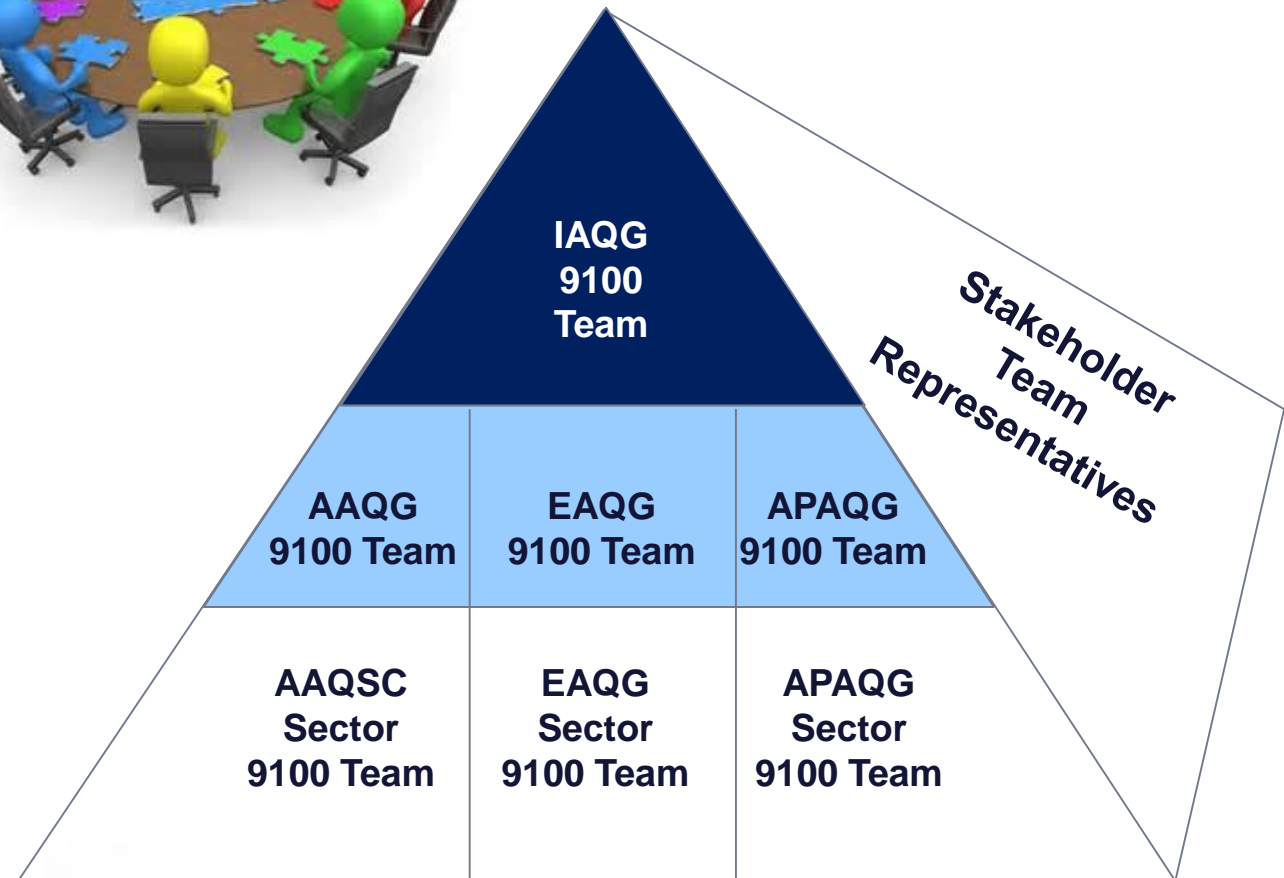 IAQG
9100
Team
Stakeholder
Team
Representatives
AAQG
9100 Team
EAQG
9100 Team
APAQG
9100 Team
AAQSC
Sector
9100 Team
EAQG
Sector
9100 Team
APAQG
Sector
9100 Team